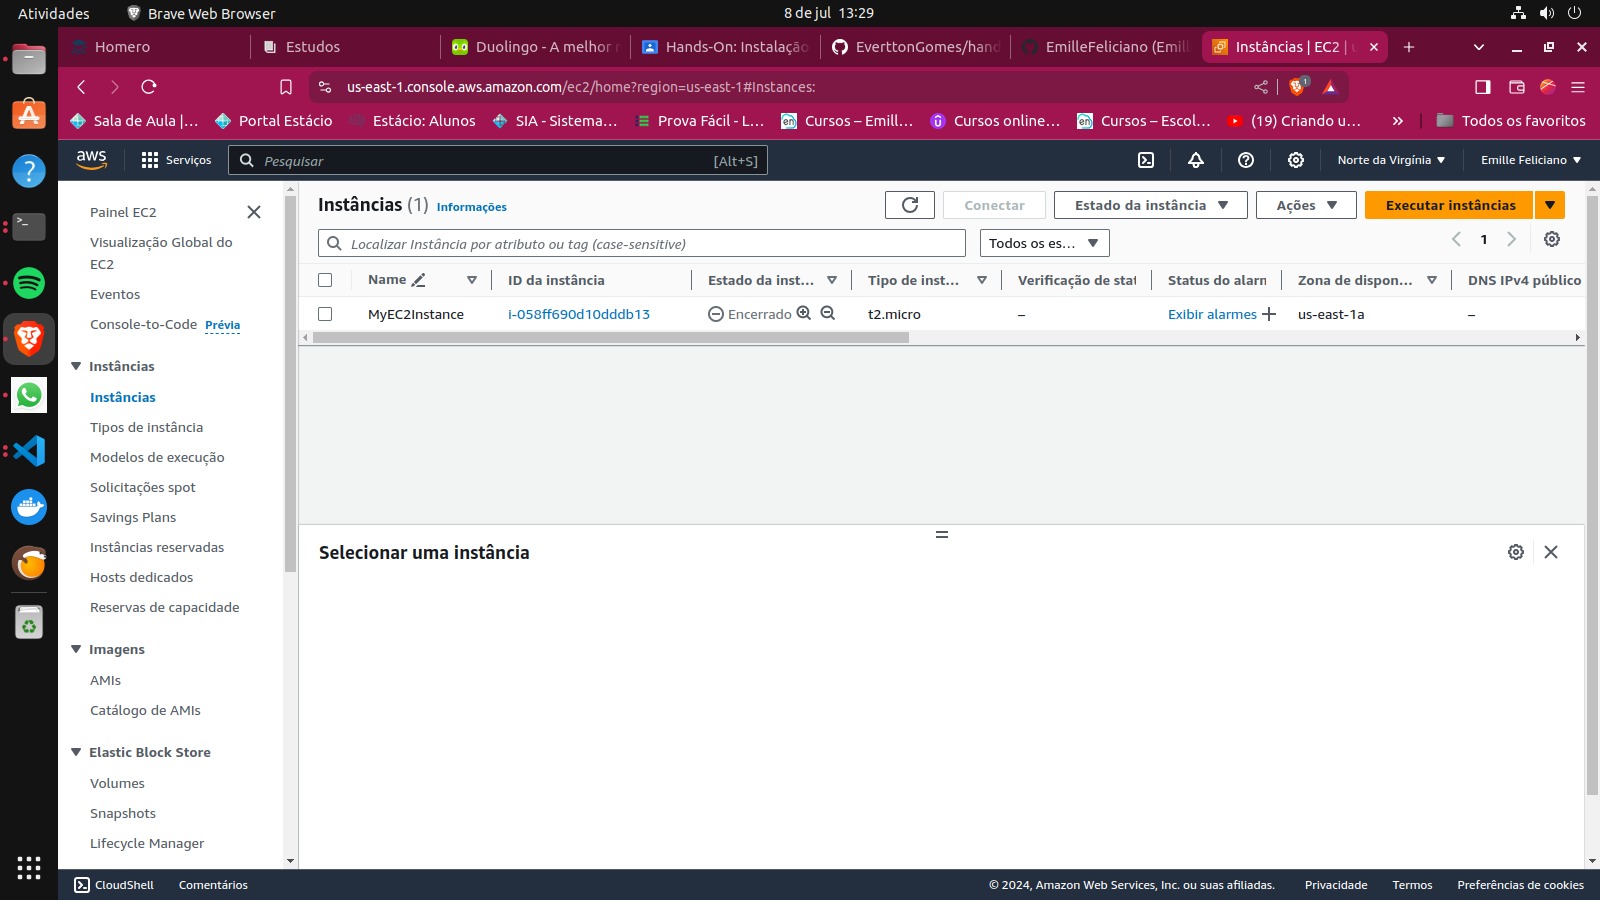 Atividades
Brave Web Browser
8 de jul 13:29
Homero
Estudos
Duolingo - A melhor
Hands-On: Instalação
EverttonGomes/hand
EmilleFeliciano (Emill
Instâncias | EC2 |
us-east-1.console.aws.amazon.com/ec2/home?region=us-east-1#Instances:
1
Sala de Aula |...
Portal Estácio
Estácio: Alunos
SIA - Sistema...
Prova Fácil - L...
Cursos – Emill...
Cursos online...
Cursos – Escol...
(19) Criando u...
»
Todos os favoritos
aws
Serviços
Pesquisar
[Alt+S]
Norte da Virgínia
Emille Feliciano
Painel EC2
Visualização Global do
EC2
Eventos
Console-to-Code Prévia
Instâncias
Instâncias
Tipos de instância
Modelos de execução
Solicitações spot
Savings Plans
Instâncias reservadas
Hosts dedicados
Reservas de capacidade
Imagens
AMIs
Catálogo de AMIs
Elastic Block Store
Volumes
Snapshots
Lifecycle Manager
Instâncias (1) Informações
Conectar
Estado da instância
Ações
Executar instâncias
Localizar Instância por atributo ou tag (case-sensitive)
Todos os es...
1
Name
ID da instância
Estado da inst...
Tipo de inst...
Verificação de stat
Status do alarm
Zona de dispon...
DNS IPv4 público
MyEC2Instance
i-058ff690d10dddb13
Encerrado
t2.micro
–
Exibir alarmes
us-east-1a
–
Selecionar uma instância
CloudShell
Comentários
© 2024, Amazon Web Services, Inc. ou suas afiliadas.
Privacidade
Termos
Preferências de cookies